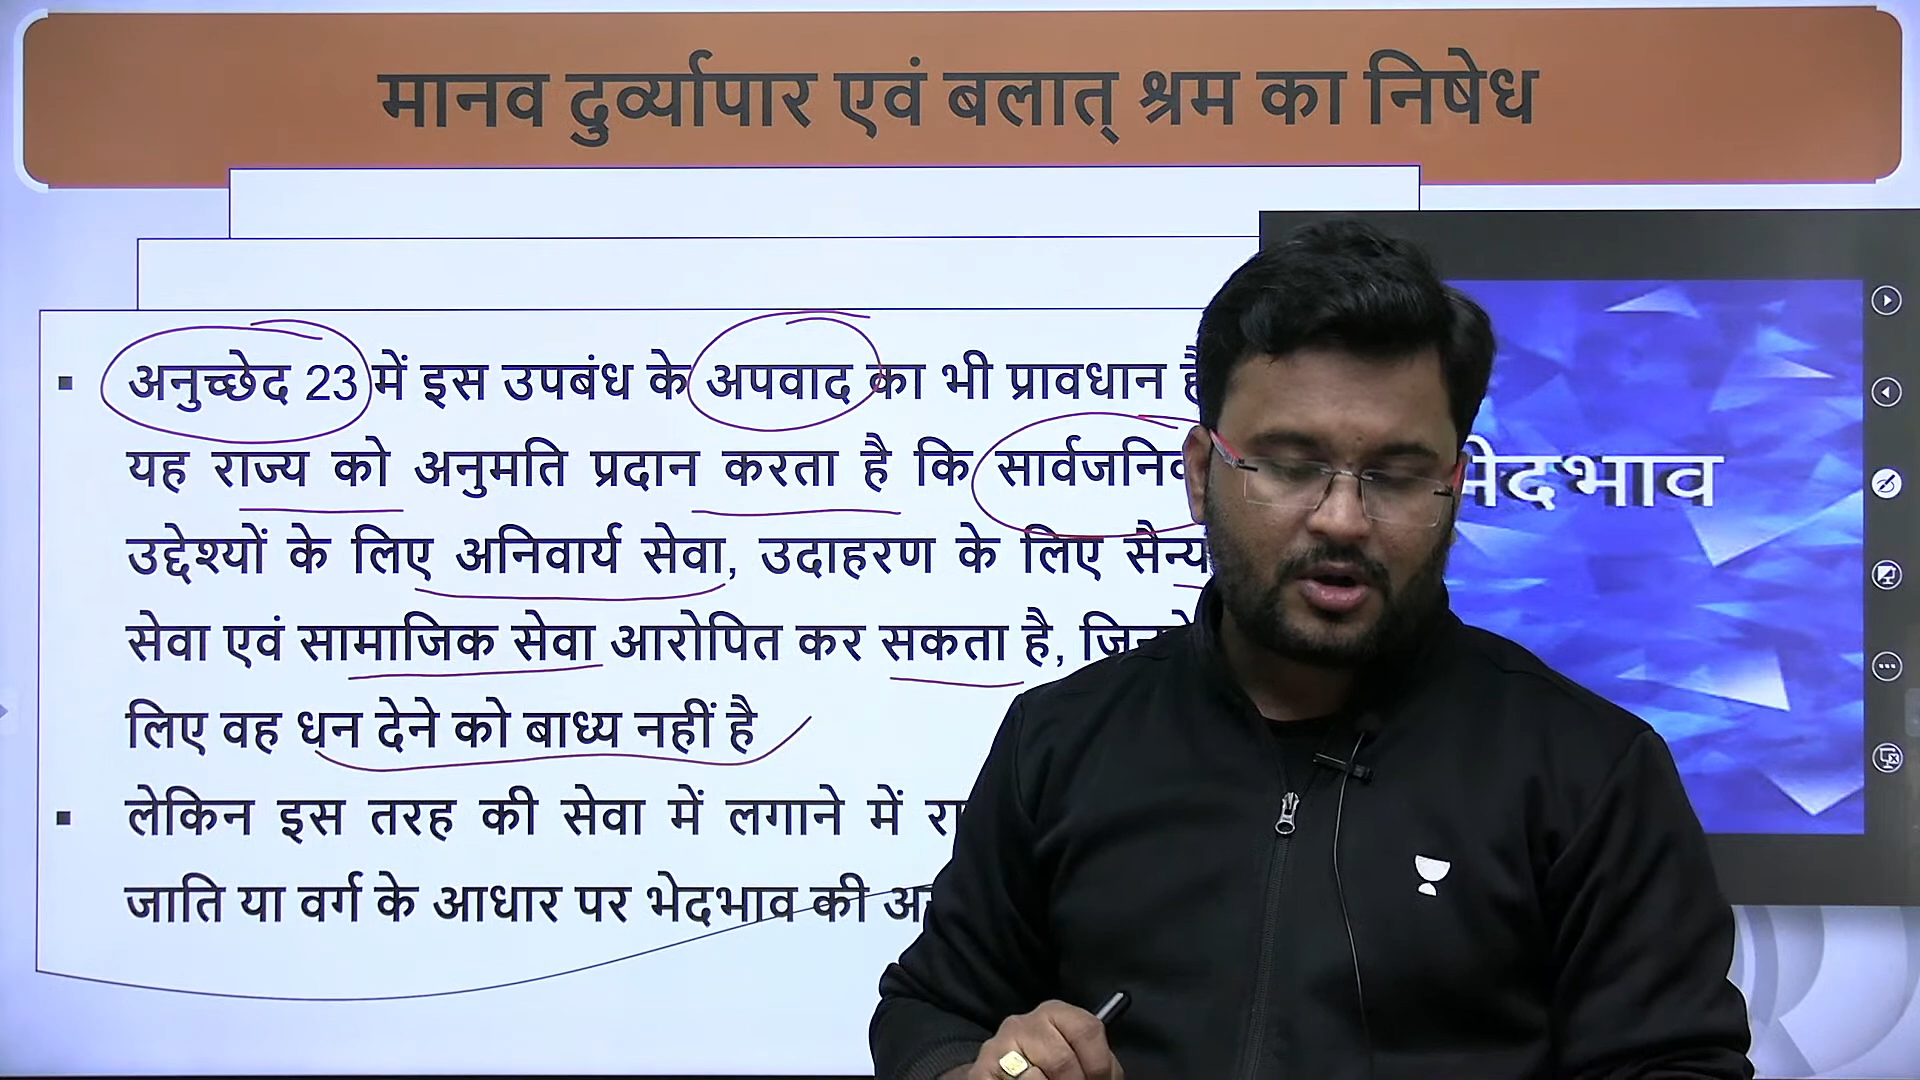 मानव दुर्व्यापार एवं बलात् श्रम का निषेध
▪ अनुच्छेद 23 में इस उपबंध के अपवाद का भी प्रावधान
यह राज्य को अनुमति प्रदान करता है कि
उद्देश्यों के लिए अनिवार्य सेवा, उदाहरण के लिए सैन्य
सेवा एवं सामाजिक सेवा आरोपित कर सकता है,
लिए वह धन देने को बाध्य नहीं है
▪ लेकिन इस तरह की सेवा में लगाने में
जाति या वर्ग के आधार पर भेदभाव की
भेदभाव